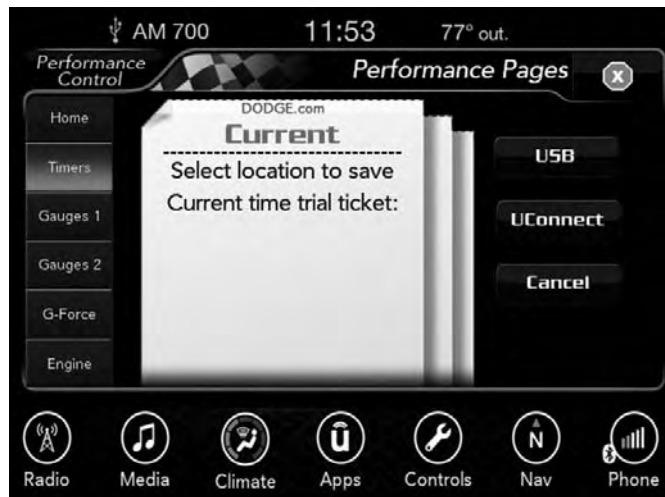 AM 700 11:53 77° out.
Performance Control
Performance Pages
X
Home
Timers
Gauges 1
Gauges 2
G-Force
Engine
DODGE.com
Current
Select location to save
Current time trial ticket:
USB
UConnect
Cancel
Radio Media Climate Apps Controls Nav Phone
û N